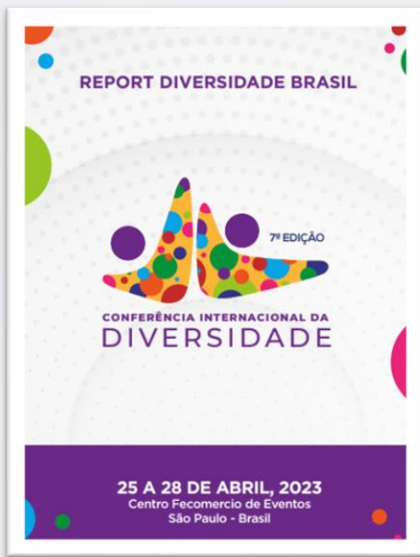 REPORT DIVERSIDADE BRASIL
7ª EDIÇÃO
CONFERÊNCIA INTERNACIONAL DA
DIVERSIDADE
25 A 28 DE ABRIL, 2023
Centro Fecomercio de Eventos
São Paulo - Brasil